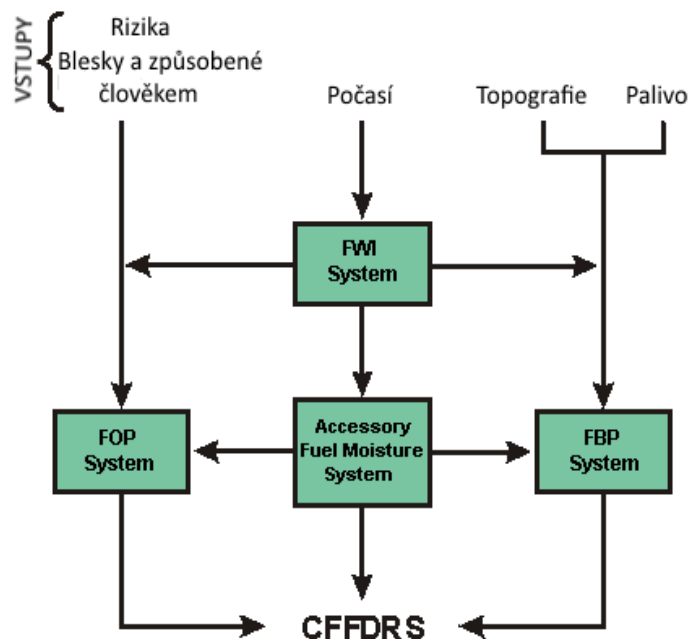 VSTUPY
Rizika
Blesky a způsobené
člověkem
Počasí
Topografie
Palivo
FWI
System
FOP
System
Accessory
Fuel Moisture
System
FBP
System
CFFDRS